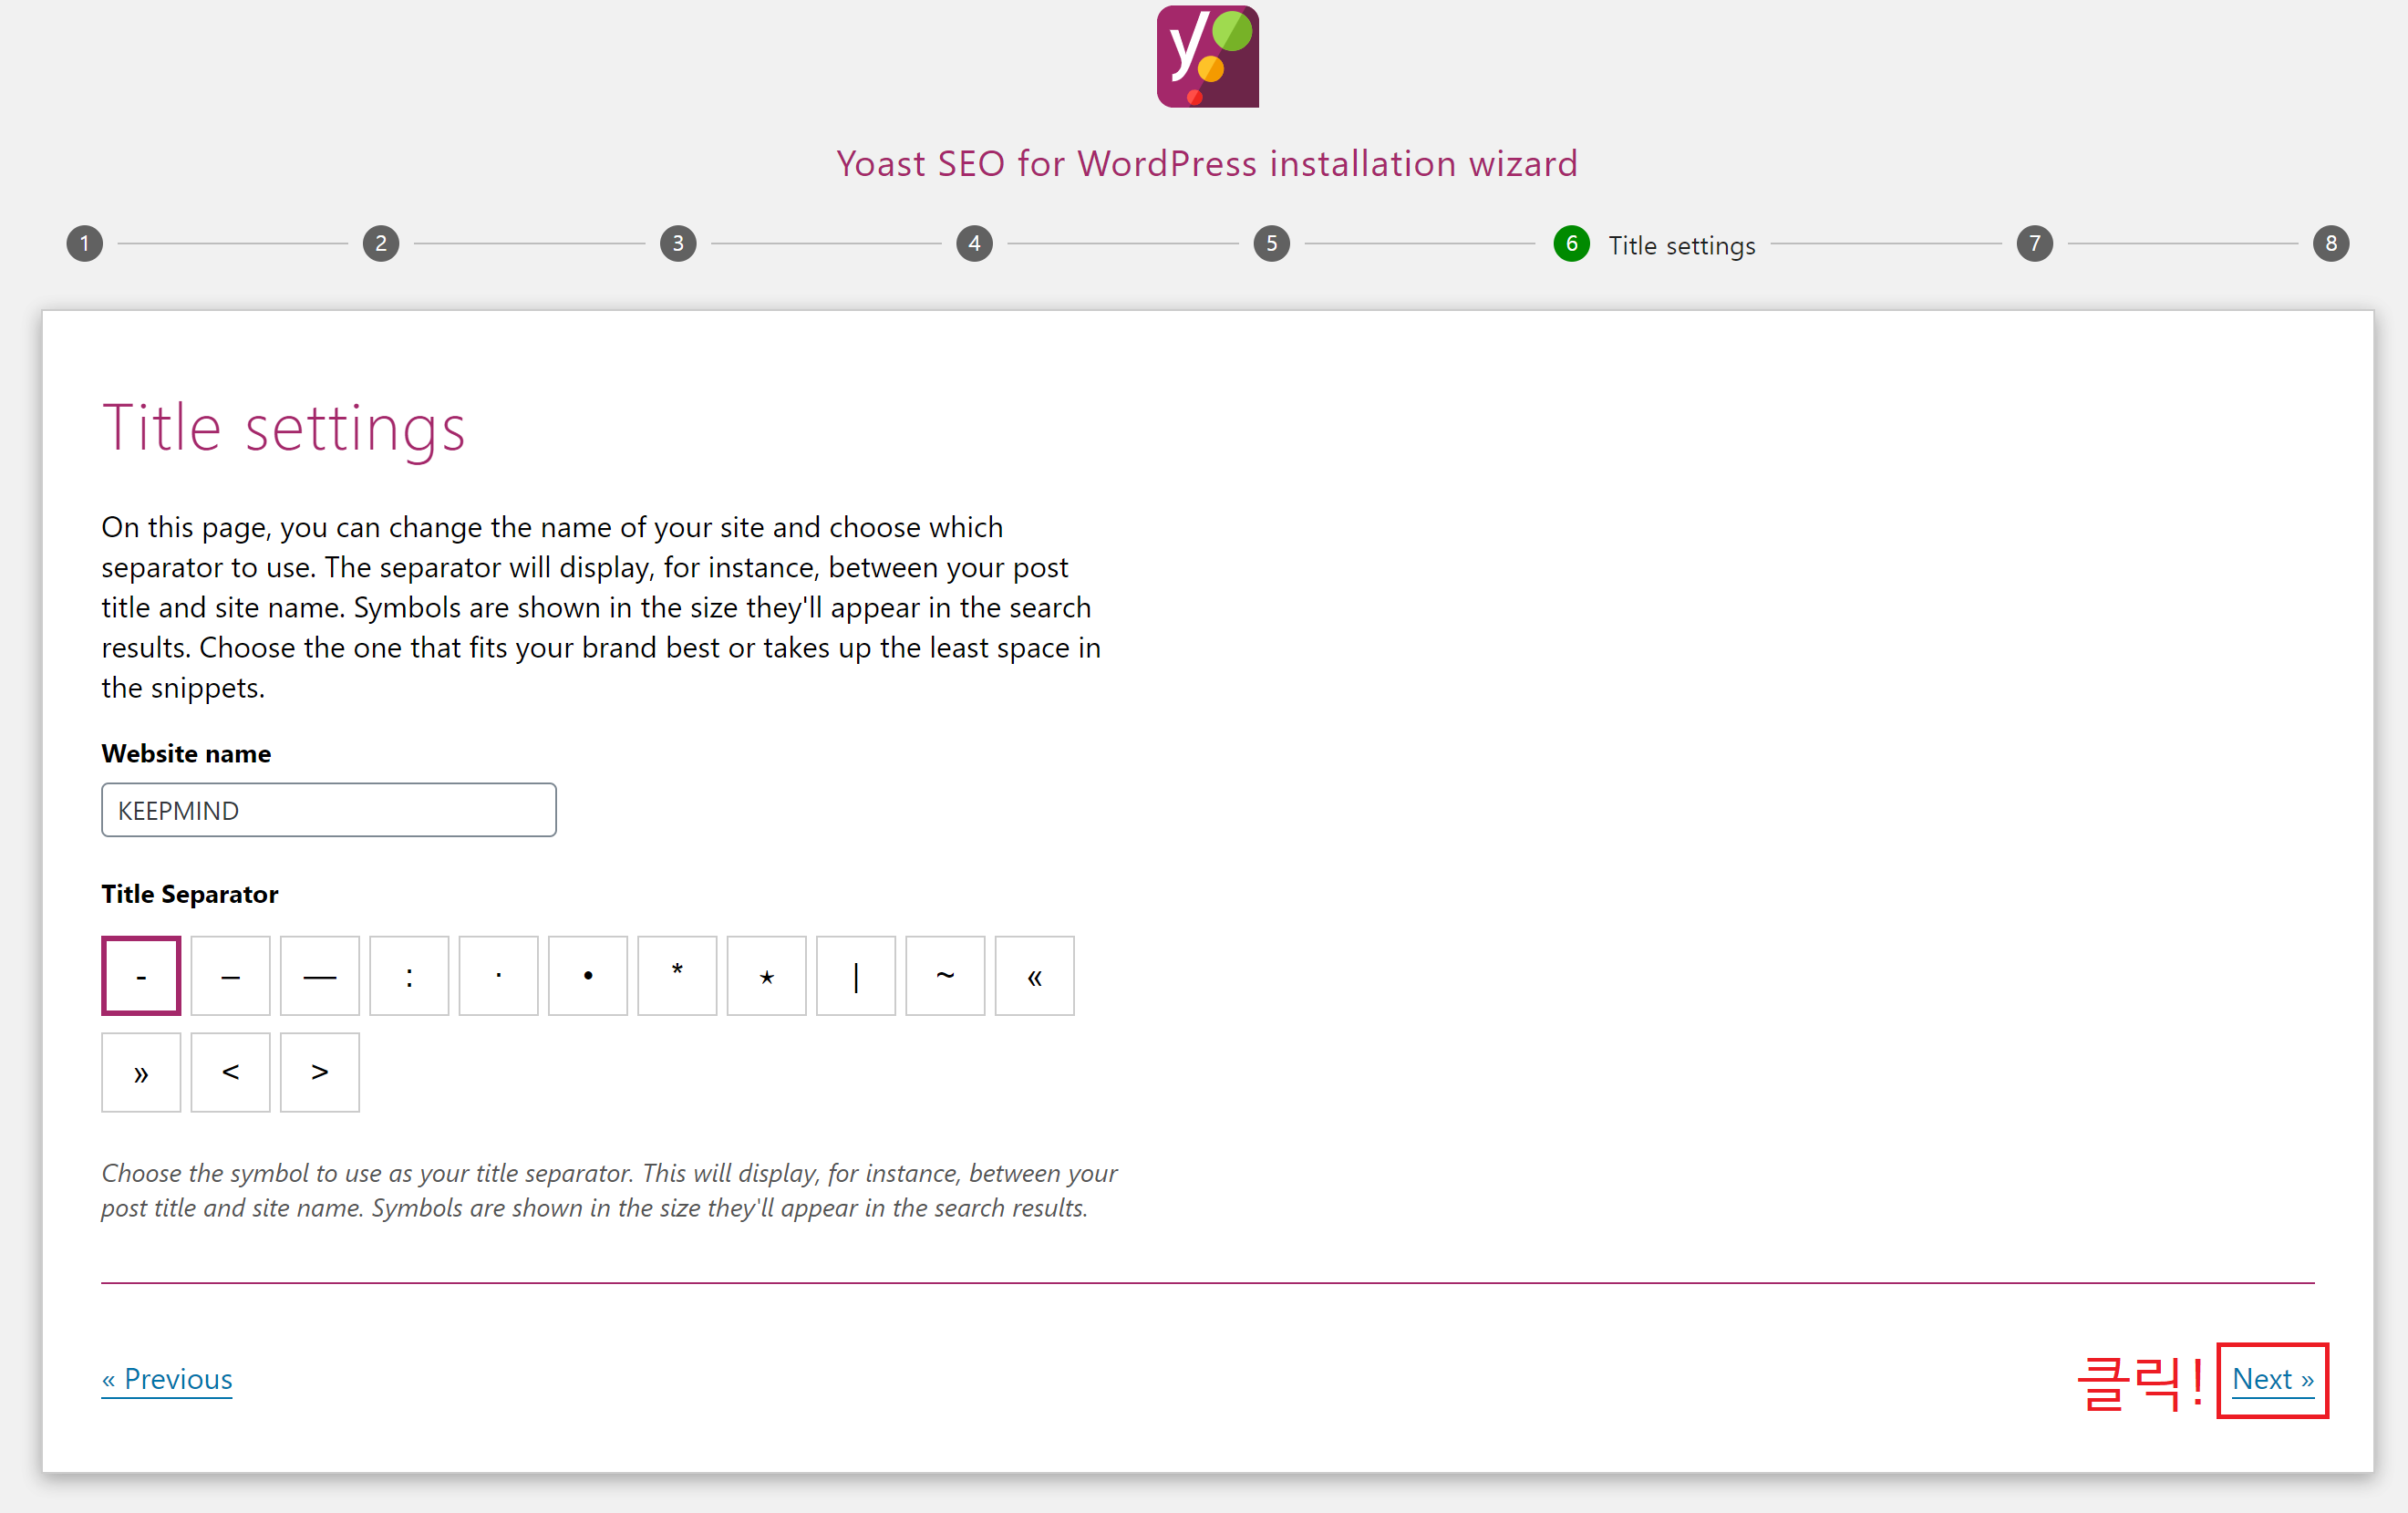 y
Yoast SEO for WordPress installation wizard
1 2 3 4 5 6 Title settings 7 8
Title settings
On this page, you can change the name of your site and choose which
separator to use. The separator will display, for instance, between your post
title and site name. Symbols are shown in the size they'll appear in the search
results. Choose the one that fits your brand best or takes up the least space in
the snippets.
Website name
KEEPMIND
Title Separator
- – — : · • * ⋆ | ~ «
» < >
Choose the symbol to use as your title separator. This will display, for instance, between your
post title and site name. Symbols are shown in the size they'll appear in the search results.
« Previous 클릭! Next »